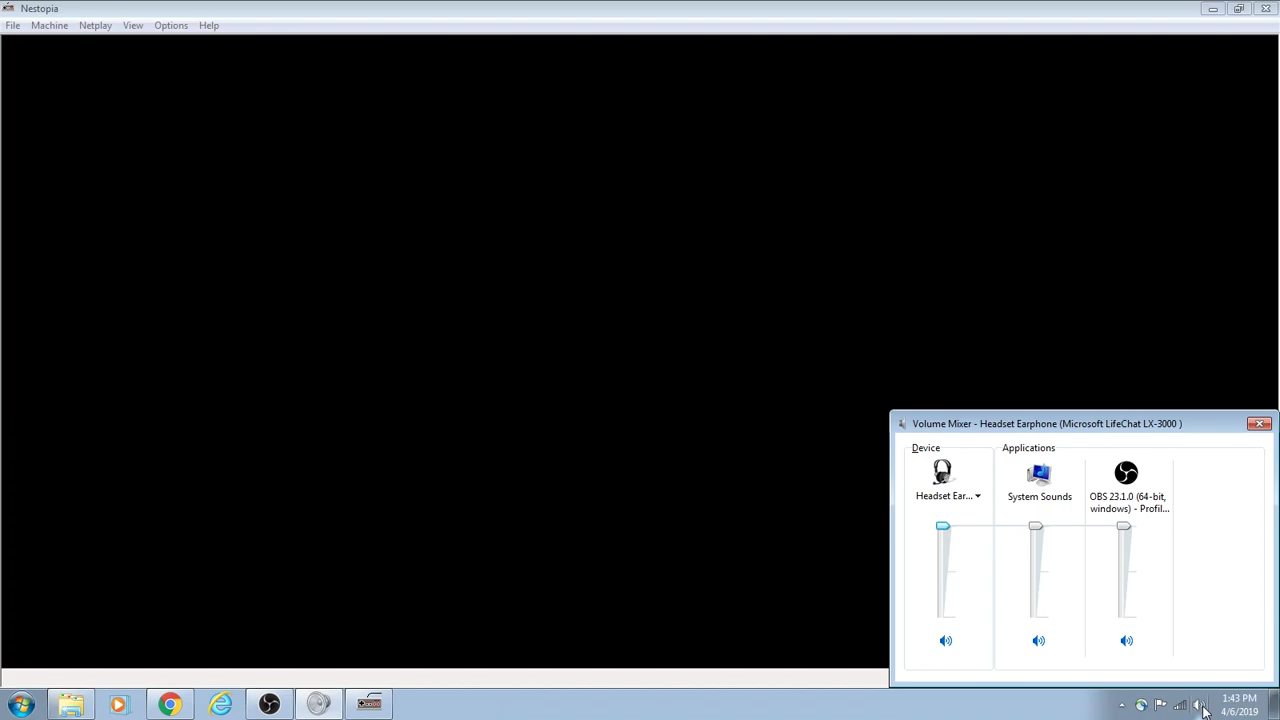 Nestopia
File Machine Netplay View Options Help
Volume Mixer - Headset Earphone (Microsoft LifeChat LX-3000 )
Device Applications
Headset Ear... System Sounds OBS 23.1.0 (64-bit,
windows) - Profil...
1:43 PM
4/6/2019